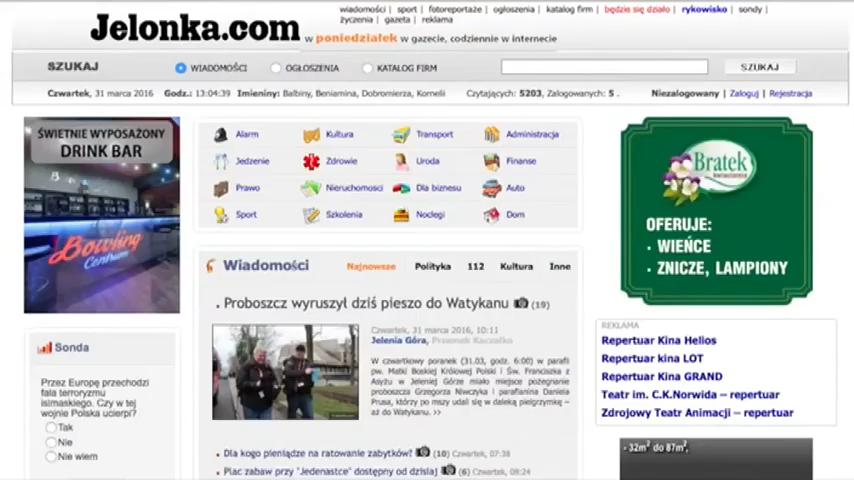 Jelonka.com
w poniedziałek w gazecie, codziennie w internecie
wiadomości | sport | fotoreportaże | ogłoszenia | katalog firm | będzie się działo | rykowisko | sondy |
życzenia | gazeta | reklama
SZUKAJ WIADOMOŚCI OGŁOSZENIA KATALOG FIRM SZUKAJ
Czwartek, 31 marca 2016 Godz.: 13:04:39 Imieniny: Balbiny, Beniamina, Dobromierza, Kornelii Czytających: 5203, Zalogowanych: 5 . Niezalogowany | Zaloguj | Rejestracja
ŚWIETNIE WYPOSAŻONY
DRINK BAR
Bowling
Centrum
Alarm Kultura Transport Administracja
Jedzenie Zdrowie Uroda Finanse
Prawo Nieruchomości Dla biznesu Auto
Sport Szkolenia Noclegi Dom
Bratek
OFERUJE:
· WIEŃCE
· ZNICZE, LAMPIONY
Wiadomości Najnowsze Polityka 112 Kultura Inne
Proboszcz wyruszył dziś pieszo do Watykanu (19)
Czwartek, 31 marca 2016, 10:11
Jelenia Góra, Przemek Kaczałko
W czwartkowy poranek (31.03, godz. 6:00) w parafii
pw. Matki Boskiej Królowej Polski i Św. Franciszka z
Asyżu w Jeleniej Górze miało miejsce pożegnanie
proboszcza Grzegorza Niwczyka i parafianina Daniela
Prusa, którzy po mszy udali się w daleką pielgrzymkę –
aż do Watykanu. >>
Dla kogo pieniądze na ratowanie zabytków? (10) Czwartek, 07:38
Plac zabaw przy "Jedenastce" dostępny od dzisiaj (6) Czwartek, 08:24
Sonda
Przez Europę przechodzi
fala terroryzmu
islmaskiego. Czy w tej
wojnie Polska ucierpi?
Tak
Nie
Nie wiem
REKLAMA
Repertuar Kina Helios
Repertuar kina LOT
Repertuar Kina GRAND
Teatr im. C.K.Norwida – repertuar
Zdrojowy Teatr Animacji – repertuar
- 32m² do 87m²,